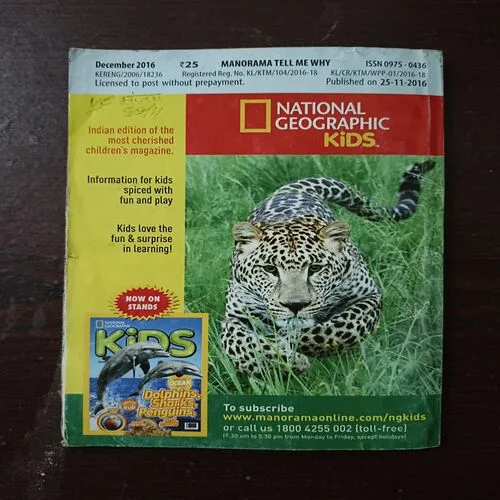 December 2016 ₹25 MANORAMA TELL ME WHY ISSN 0975 - 0436
KERENG/2006/18236 Registered Reg. No. KL/KTM/104/2016-18 KL/CR/KTM/WPP-01/2016-18
Licensed to post without prepayment. Published on 25-11-2016
NATIONAL
GEOGRAPHIC
KiDS
Indian edition of the
most cherished
children's magazine.
Information for kids
spiced with
fun and play
Kids love the
fun & surprise
in learning!
NOW ON
STANDS
NATIONAL
GEOGRAPHIC
KiDS
OCEAN
Dolphins,
Sharks,
Penguins
To subscribe
www.manoramaonline.com/ngkids
or call us 1800 4255 002 (toll-free)
(9.30 am to 5.30 pm from Monday to Friday, except holidays)